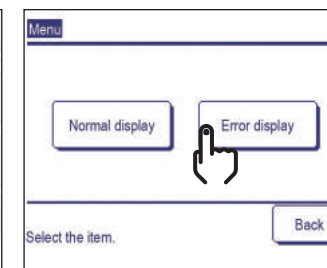 Menu
Normal display
Error display
Select the item.
Back